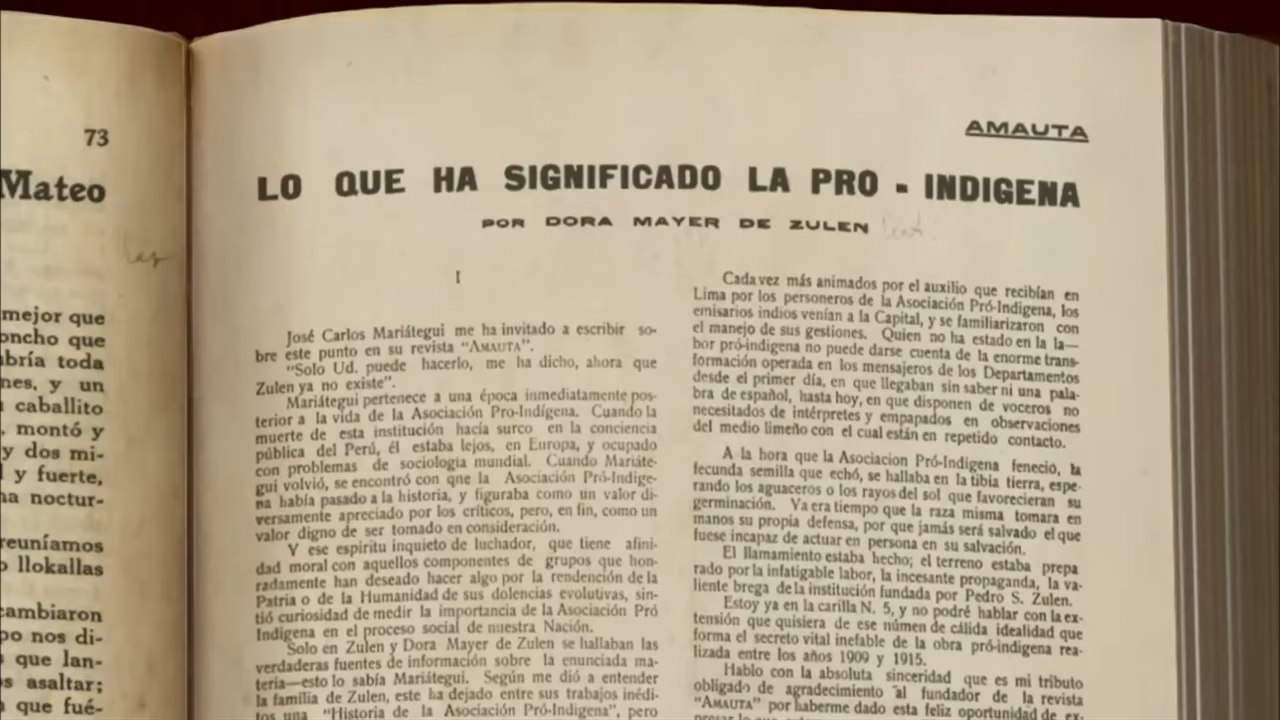 73
Mateo
mejor que
oncho que
abría toda
nes, y un
caballito
, montó y
y dos mi-
l y fuerte,
na noctur-
reuníamos
o llokallas
cambiaron
po nos di-
que lan-
s asaltar;
que fué-
AMAUTA
LO QUE HA SIGNIFICADO LA PRO - INDIGENA
POR DORA MAYER DE ZULEN
I
José Carlos Mariátegui me ha invitado a escribir so-
bre este punto en su revista "AMAUTA".
"Solo Ud. puede hacerlo, me ha dicho, ahora que
Zulen ya no existe".
Mariátegui pertenece a una época inmediatamente pos-
terior a la vida de la Asociación Pro-Indígena. Cuando la
muerte de esta institución hacía surco en la conciencia
pública del Perú, él estaba lejos, en Europa, y ocupado
con problemas de sociología mundial. Cuando Mariáte-
gui volvió, se encontró con qne la Asociación Pró-Indige-
na había pasado a la historia, y figuraba como un valor di-
versamente apreciado por los críticos, pero, en fin, como un
valor digno de ser tomado en consideración.
Y ese espiritu inquieto de luchador, que tiene afini-
dad moral con aquellos componentes de grupos que hon-
radamente han deseado hacer algo por la rendención de la
Patria o de la Humanidad de sus dolencias evolutivas, sin-
tió curiosidad de medir la importancia de la Asociación Pró
Indigena en el proceso social de nuestra Nación.
Solo en Zulen y Dora Mayer de Zulen se hallaban las
verdaderas fuentes de información sobre la enunciada ma-
teria—esto lo sabía Mariátegui. Según me dió a entender
la familia de Zulen, este ha dejado entre sus trabajos inédi-
tos una "Historia de la Asociación Pró-Indigena", pero
Cada vez más animados por el auxilio que recibían en
Lima por los personeros de la Asociación Pró-Indigena, los
emisarios indios venían a la Capital, y se familiarizaron con
el manejo de sus gestiones. Quien no ha estado en la la—
bor pró-indigena no puede darse cuenta de la enorme trans-
formación operada en los mensajeros de los Departamentos
desde el primer día, en que llegaban sin saber ni una pala-
bra de español, hasta hoy, en que disponen de voceros no
necesitados de intérpretes y empapados en observaciones
del medio limeño con el cual están en repetido contacto.
A la hora que la Asociacion Pró-Indigena feneció, la
fecunda semilla que echó, se hallaba en la tibia tierra, espe-
rando los aguaceros o los rayos del sol que favorecieran su
germinación. Ya era tiempo que la raza misma tomara en
manos su propia defensa, por que jamás será salvado el que
fuese incapaz de actuar en persona en su salvación.
El llamamiento estaba hecho; el terreno estaba prepa
rado por la infatigable labor, la incesante propaganda, la va-
liente brega de la institución fundada por Pedro S. Zulen.
Estoy ya en la carilla N. 5, y no podré hablar con la ex-
tensión que quisiera de ese númen de cálida idealidad que
forma el secreto vital inefable de la obra pró-indigena rea-
lizada entre los años 1909 y 1915.
Hablo con la absoluta sinceridad que es mi tributo
obligado de agradecimiento al fundador de la revista
"AMAUTA" por haberme dado esta feliz oportunidad de ex-